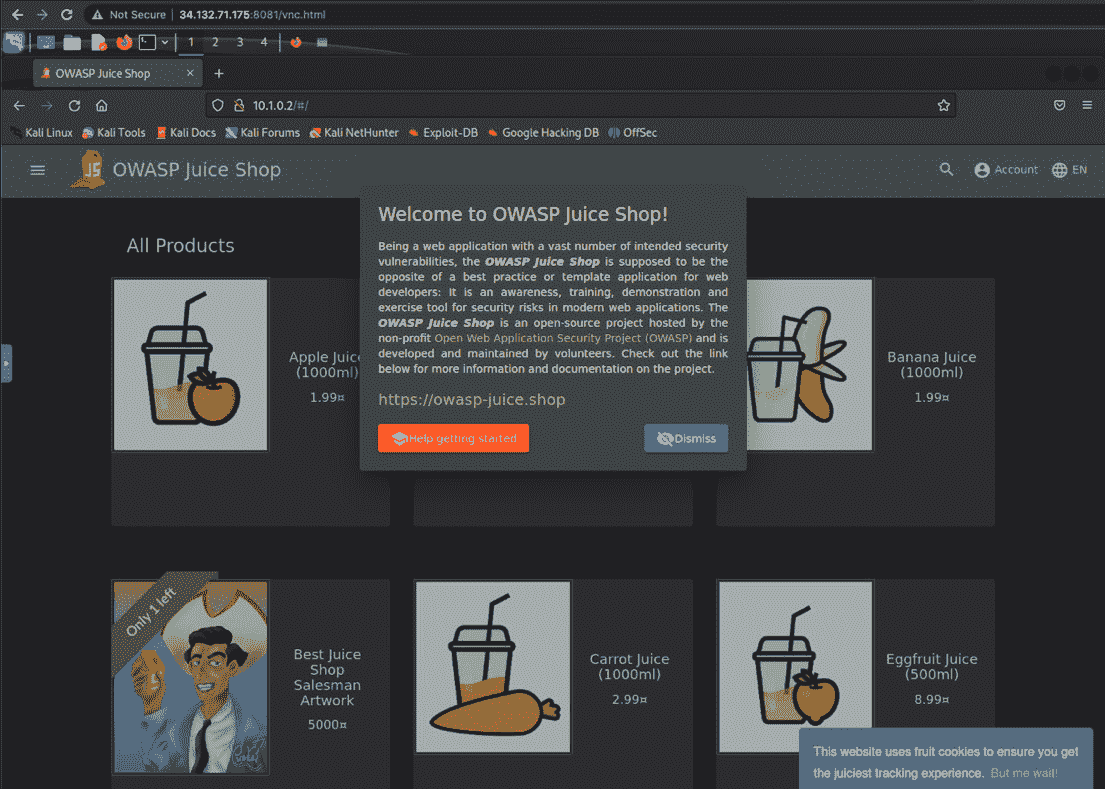 Not Secure 34.132.71.175:8081/vnc.html
1 2 3 4
OWASP Juice Shop
10.1.0.2/#/
Kali Linux Kali Tools Kali Docs Kali Forums Kali NetHunter Exploit-DB Google Hacking DB OffSec
JS OWASP Juice Shop Account EN
Welcome to OWASP Juice Shop!
Being a web application with a vast number of intended security
vulnerabilities, the OWASP Juice Shop is supposed to be the
opposite of a best practice or template application for web
developers: It is an awareness, training, demonstration and
exercise tool for security risks in modern web applications. The
OWASP Juice Shop is an open-source project hosted by the
non-profit Open Web Application Security Project (OWASP) and is
developed and maintained by volunteers. Check out the link
below for more information and documentation on the project.
https://owasp-juice.shop
Help getting started
Dismiss
All Products
Apple Juice
(1000ml)
1.99¤
Banana Juice
(1000ml)
1.99¤
Only 1 left
Best Juice
Shop
Salesman
Artwork
5000¤
Carrot Juice
(1000ml)
2.99¤
Eggfruit Juice
(500ml)
8.99¤
This website uses fruit cookies to ensure you get
the juiciest tracking experience. But me wait!